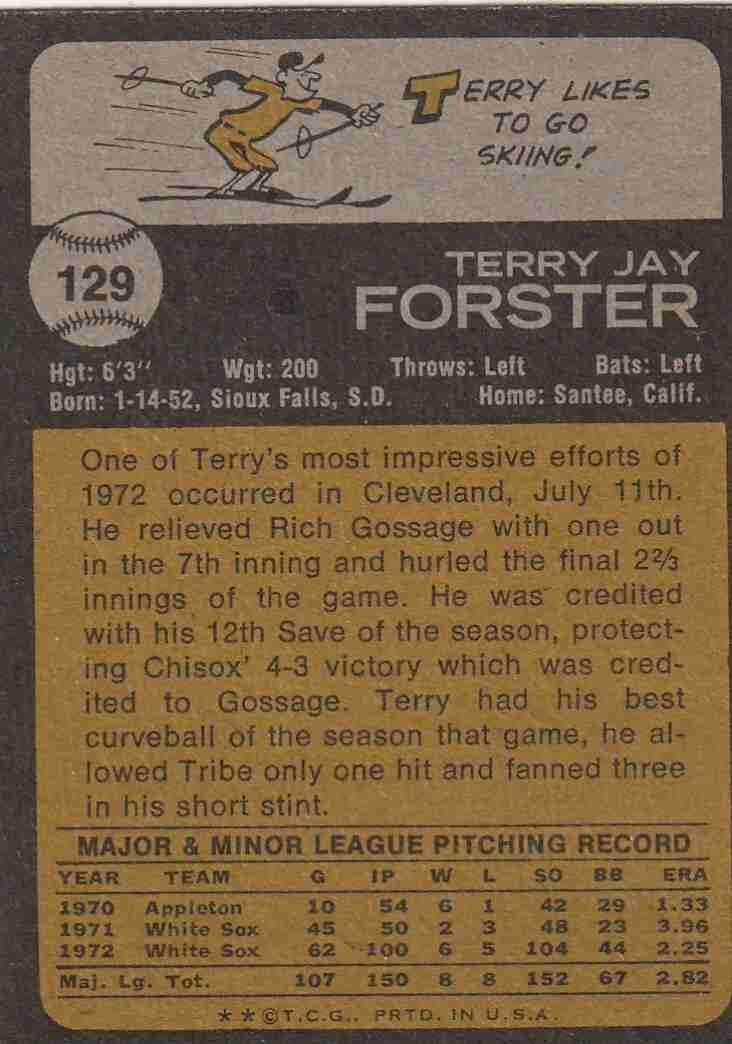 TERRY LIKES
TO GO
SKIING!
129
TERRY JAY
FORSTER
Hgt: 6'3" Wgt: 200 Throws: Left Bats: Left
Born: 1-14-52, Sioux Falls, S.D. Home: Santee, Calif.
One of Terry's most impressive efforts of
1972 occurred in Cleveland, July 11th.
He relieved Rich Gossage with one out
in the 7th inning and hurled the final 2⅔
innings of the game. He was credited
with his 12th Save of the season, protect-
ing Chisox' 4-3 victory which was cred-
ited to Gossage. Terry had his best
curveball of the season that game, he al-
lowed Tribe only one hit and fanned three
in his short stint.
MAJOR & MINOR LEAGUE PITCHING RECORD
YEAR TEAM G IP W L SO BB ERA
1970 Appleton 10 54 6 1 42 29 1.33
1971 White Sox 45 50 2 3 48 23 3.96
1972 White Sox 62 100 6 5 104 44 2.25
Maj. Lg. Tot. 107 150 8 8 152 67 2.82
**©T.C.G.. PRTD. IN U.S.A.